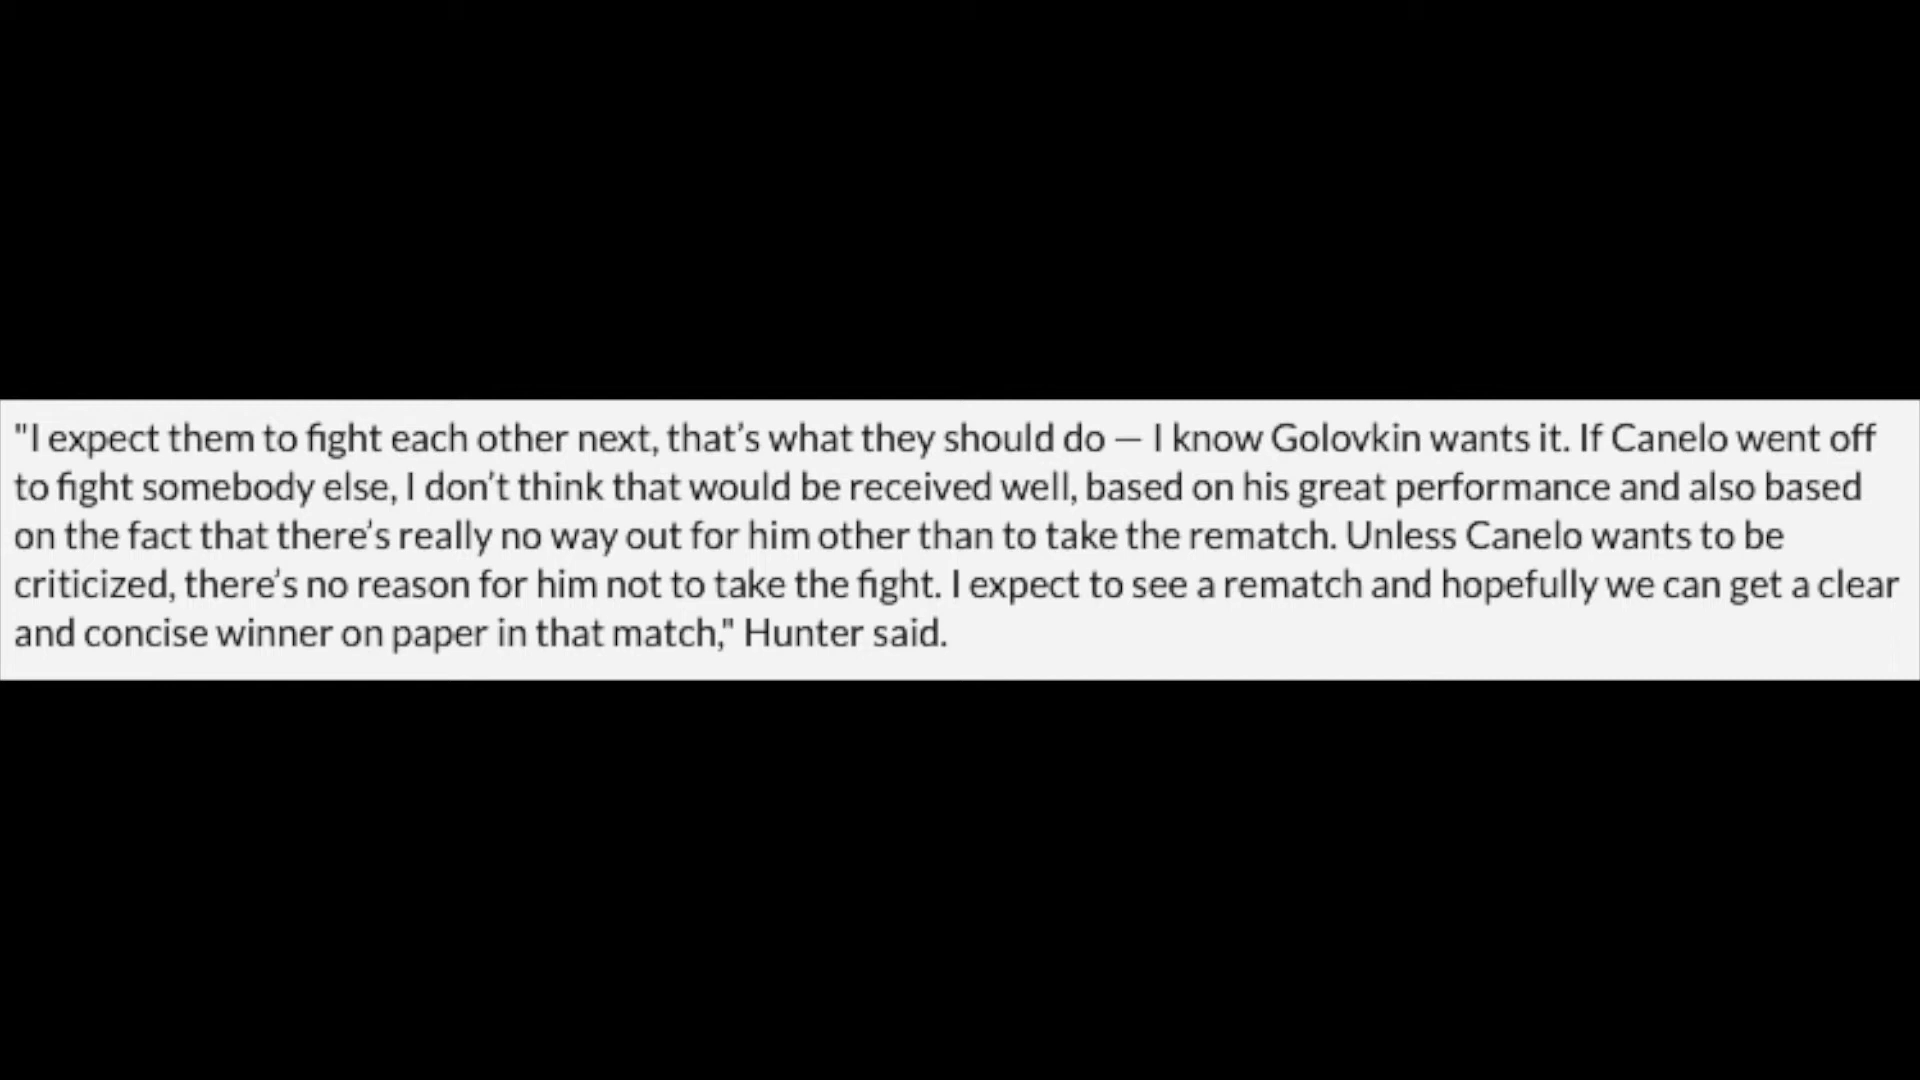 "I expect them to fight each other next, that’s what they should do — I know Golovkin wants it. If Canelo went off
to fight somebody else, I don’t think that would be received well, based on his great performance and also based
on the fact that there’s really no way out for him other than to take the rematch. Unless Canelo wants to be
criticized, there’s no reason for him not to take the fight. I expect to see a rematch and hopefully we can get a clear
and concise winner on paper in that match," Hunter said.